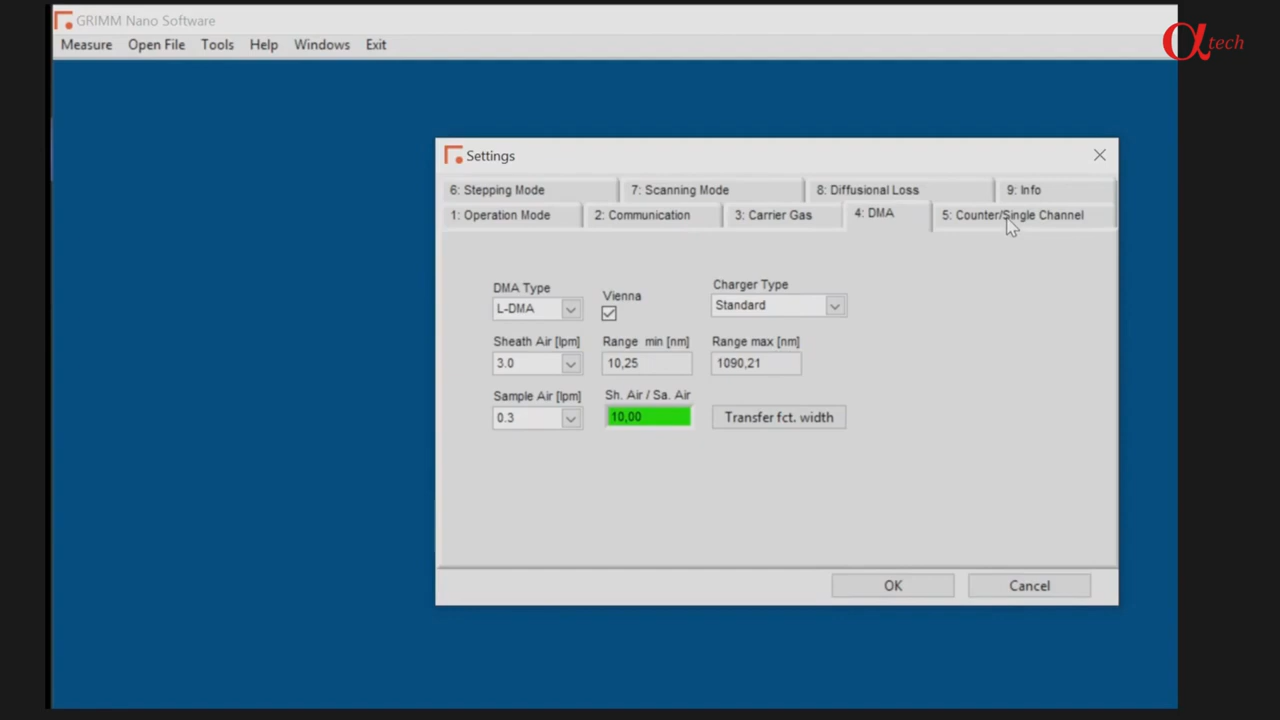 GRIMM Nano Software
αtech
Measure Open File Tools Help Windows Exit
Settings
6: Stepping Mode 7: Scanning Mode 8: Diffusional Loss 9: Info
1: Operation Mode 2: Communication 3: Carrier Gas 4: DMA 5: Counter/Single Channel
DMA Type Vienna Charger Type
L-DMA Standard
Sheath Air [lpm] Range min [nm] Range max [nm]
3.0 10,25 1090,21
Sample Air [lpm] Sh. Air / Sa. Air
0.3 10,00 Transfer fct. width
OK Cancel